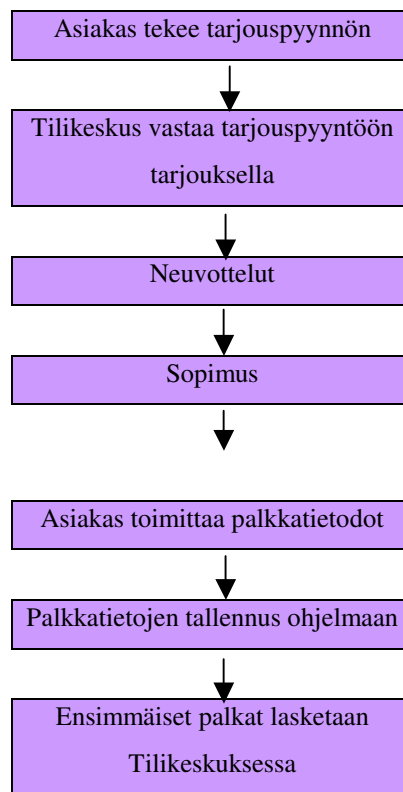 Asiakas tekee tarjouspyynnön
Tilikeskus vastaa tarjouspyyntöön
tarjouksella
Neuvottelut
Sopimus
Asiakas toimittaa palkkatietodot
Palkkatietojen tallennus ohjelmaan
Ensimmäiset palkat lasketaan
Tilikeskuksessa